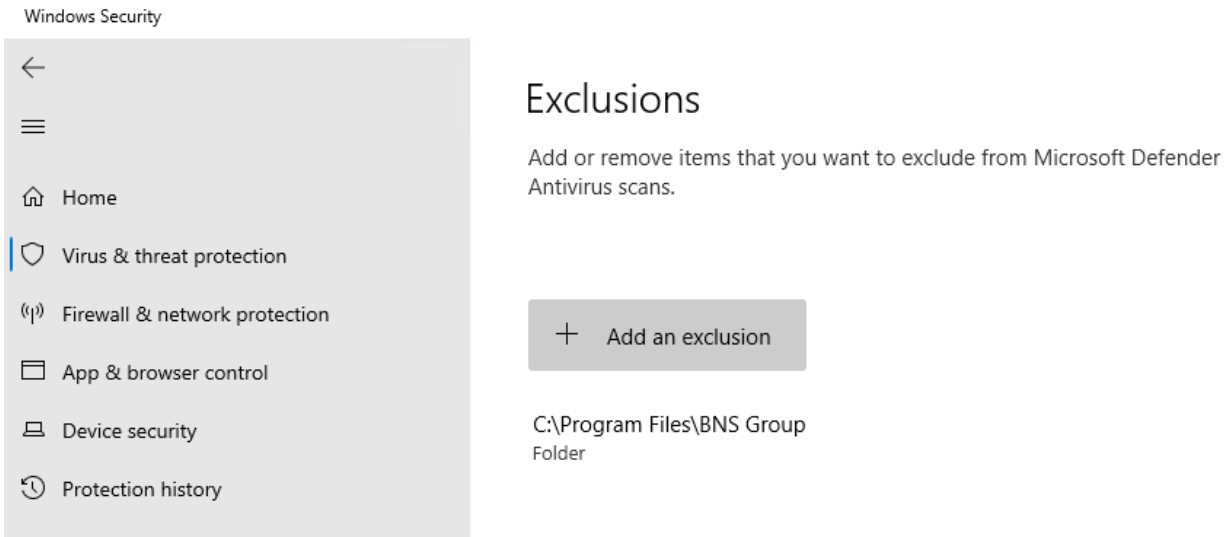 Windows Security
Home
Virus & threat protection
Firewall & network protection
App & browser control
Device security
Protection history
Exclusions
Add or remove items that you want to exclude from Microsoft Defender
Antivirus scans.
Add an exclusion
C:\Program Files\BNS Group
Folder